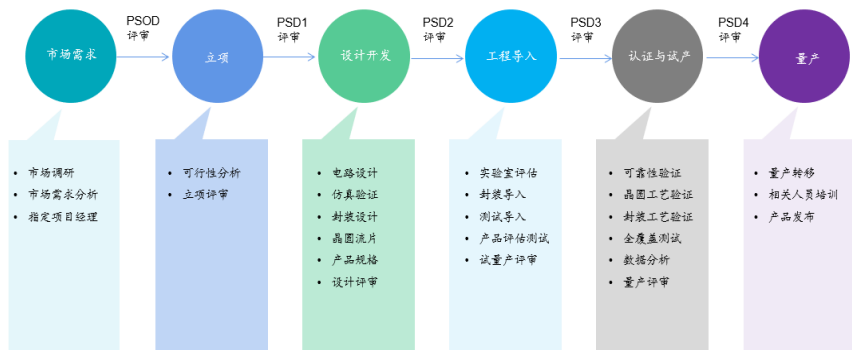 市场需求
PSOD
评审
立项
PSD1
评审
设计开发
PSD2
评审
工程导入
PSD3
评审
认证与试产
PSD4
评审
量产
• 市场调研
• 市场需求分析
• 指定项目经理
• 可行性分析
• 立项评审
• 电路设计
• 仿真验证
• 封装设计
• 晶圆流片
• 产品规格
• 设计评审
• 实验室评估
• 封装导入
• 测试导入
• 产品评估测试
• 试量产评审
• 可靠性验证
• 晶圆工艺验证
• 封装工艺验证
• 全覆盖测试
• 数据分析
• 量产评审
• 量产转移
• 相关人员培训
• 产品发布